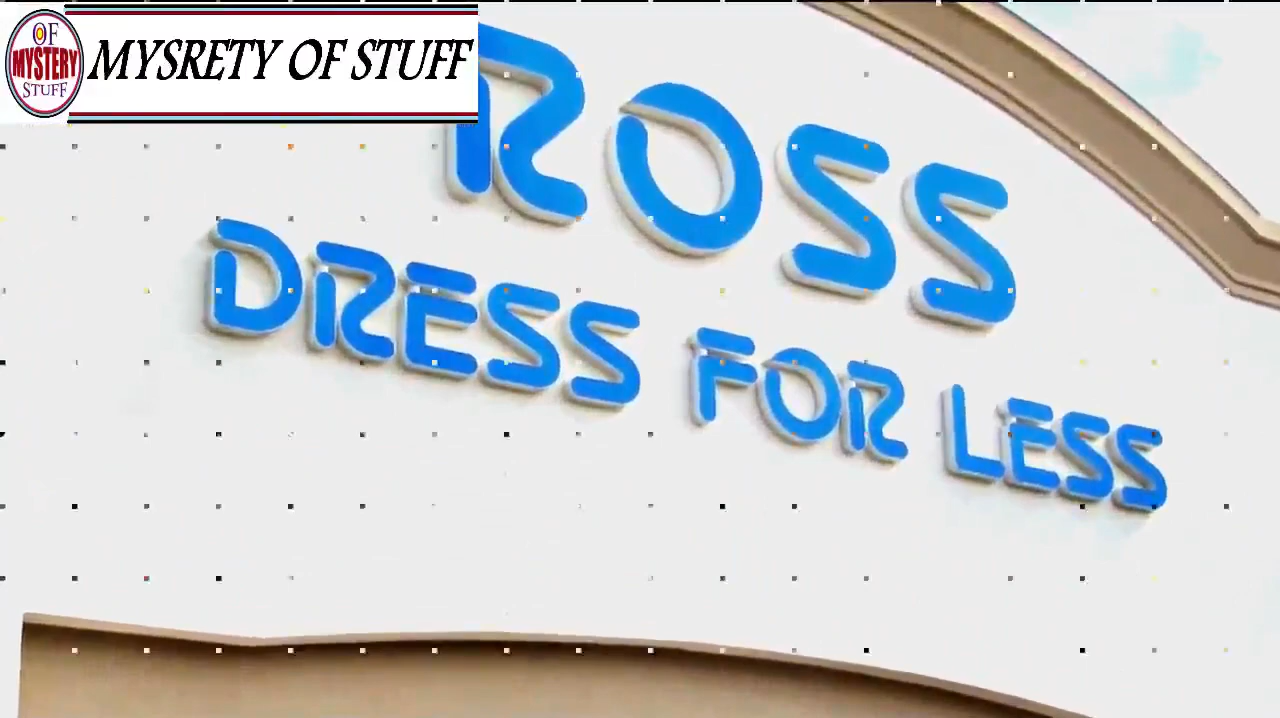 OF
MYSTERY
STUFF
MYSRETY OF STUFF
ROSS
DRESS FOR LESS